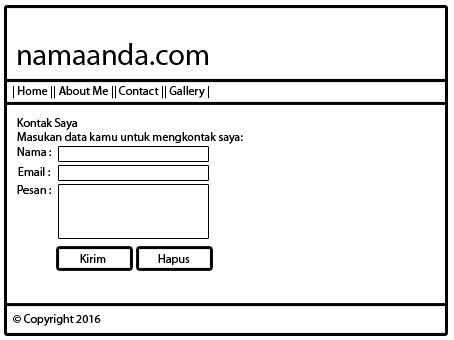 namaanda.com
| Home || About Me || Contact || Gallery |
Kontak Saya
Masukan data kamu untuk mengkontak saya:
Nama :
Email :
Pesan :
Kirim Hapus
© Copyright 2016